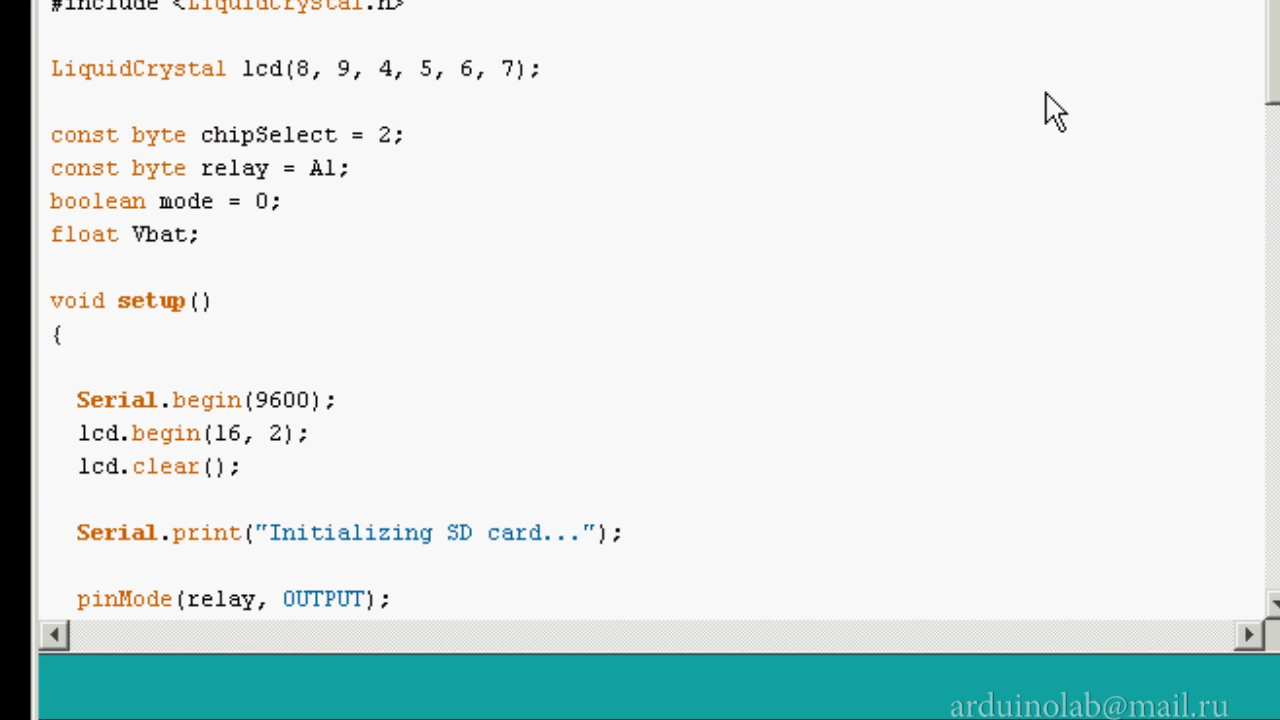 #include <LiquidCrystal.h>
LiquidCrystal lcd(8, 9, 4, 5, 6, 7);
const byte chipSelect = 2;
const byte relay = A1;
boolean mode = 0;
float Vbat;
void setup()
{
Serial.begin(9600);
lcd.begin(16, 2);
lcd.clear();
Serial.print("Initializing SD card...");
pinMode(relay, OUTPUT);
arduinolab@mail.ru